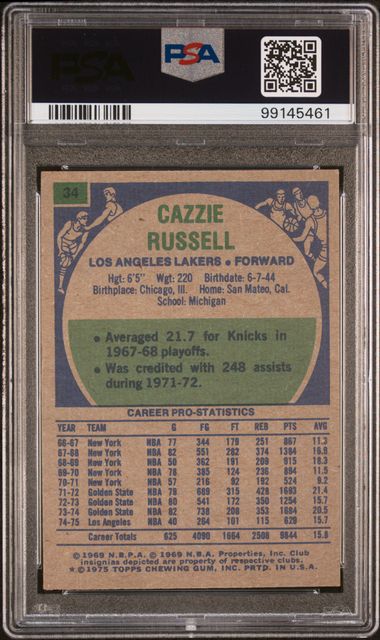 PSA
PSA
99145461
34
CAZZIE
RUSSELL
LOS ANGELES LAKERS • FORWARD
Hgt: 6'5" Wgt: 220 Birthdate: 6-7-44
Birthplace: Chicago, Ill. Home: San Mateo, Cal.
School: Michigan
• Averaged 21.7 for Knicks in
1967-68 playoffs.
• Was credited with 248 assists
during 1971-72.
CAREER PRO-STATISTICS
YEAR TEAM G FG FT REB PTS AVG
66-67 New York NBA 77 344 179 251 867 11.3
67-68 New York NBA 82 551 282 374 1384 16.9
68-69 New York NBA 50 362 191 209 915 18.3
69-70 New York NBA 78 385 124 236 894 11.5
70-71 New York NBA 57 216 92 192 524 9.2
71-72 Golden State NBA 79 689 315 428 1693 21.4
72-73 Golden State NBA 80 541 172 350 1254 15.7
73-74 Golden State NBA 82 738 208 353 1684 20.5
74-75 Los Angeles NBA 40 264 101 115 629 15.7
Career Totals 625 4090 1664 2508 9844 15.8
© 1969 N.B.P.A. © 1969 N.B.A. Properties, Inc. Club
insignias depicted are property of respective clubs.
★ © 1975 TOPPS CHEWING GUM, INC. PRTD. IN U.S.A.